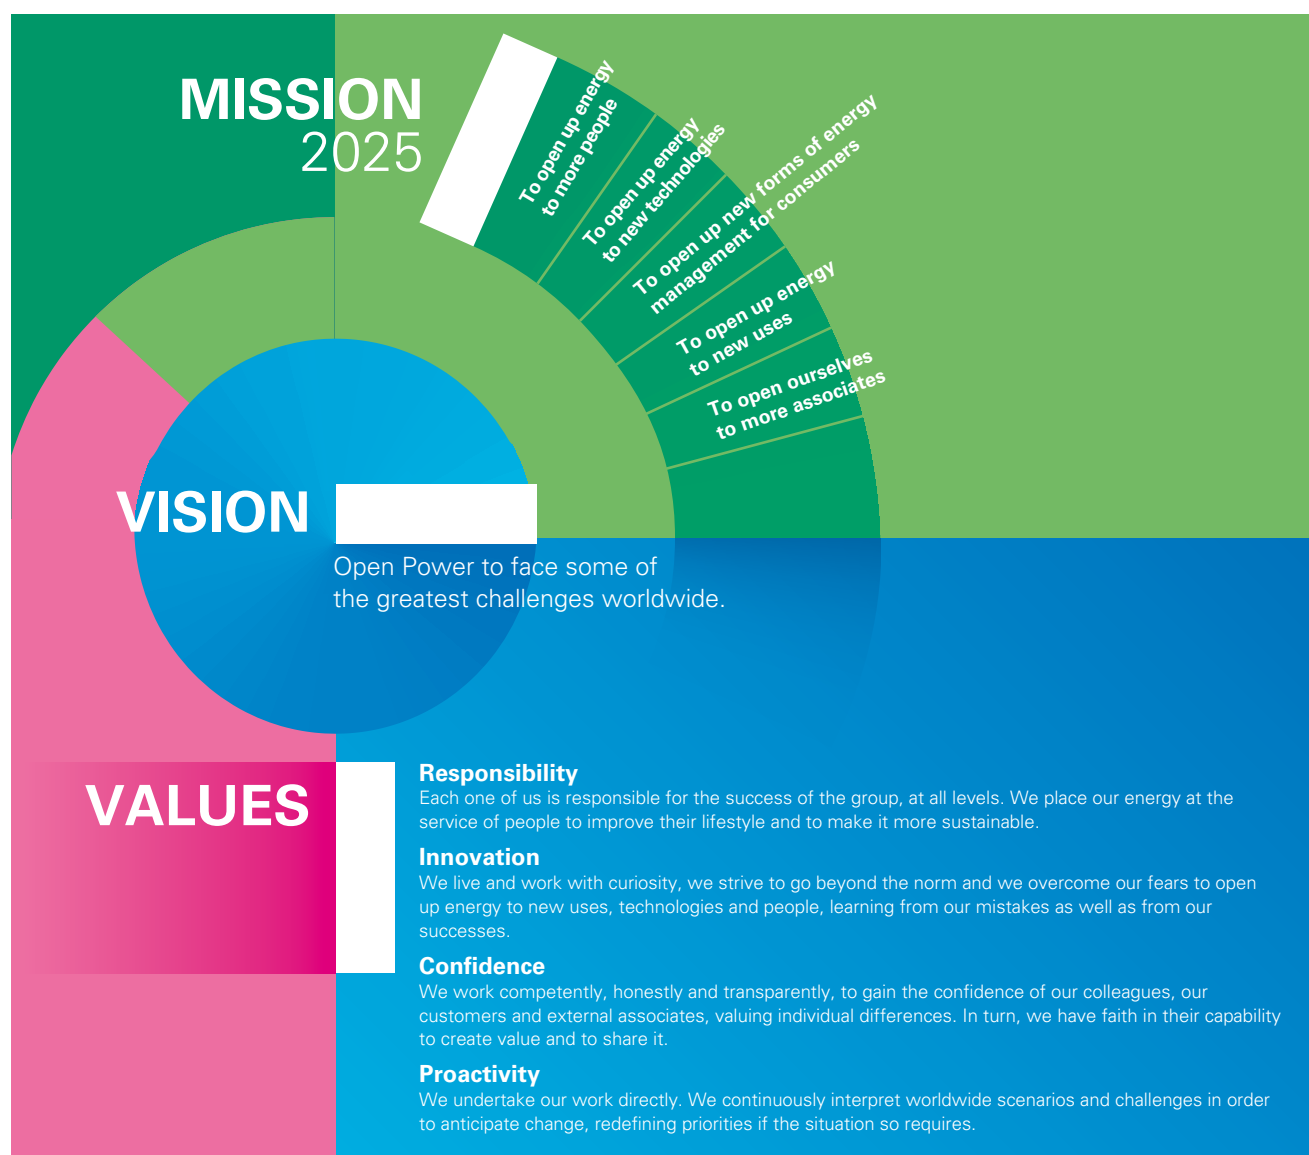 MISSION
2025
To open up energy
to more people
To open up energy
to new technologies
To open up new forms of energy
management for consumers
To open up energy
to new uses
To open ourselves
to more associates
VISION
Open Power to face some of
the greatest challenges worldwide.
VALUES
Responsibility
Each one of us is responsible for the success of the group, at all levels. We place our energy at the
service of people to improve their lifestyle and to make it more sustainable.
Innovation
We live and work with curiosity, we strive to go beyond the norm and we overcome our fears to open
up energy to new uses, technologies and people, learning from our mistakes as well as from our
successes.
Confidence
We work competently, honestly and transparently, to gain the confidence of our colleagues, our
customers and external associates, valuing individual differences. In turn, we have faith in their capability
to create value and to share it.
Proactivity
We undertake our work directly. We continuously interpret worldwide scenarios and challenges in order
to anticipate change, redefining priorities if the situation so requires.